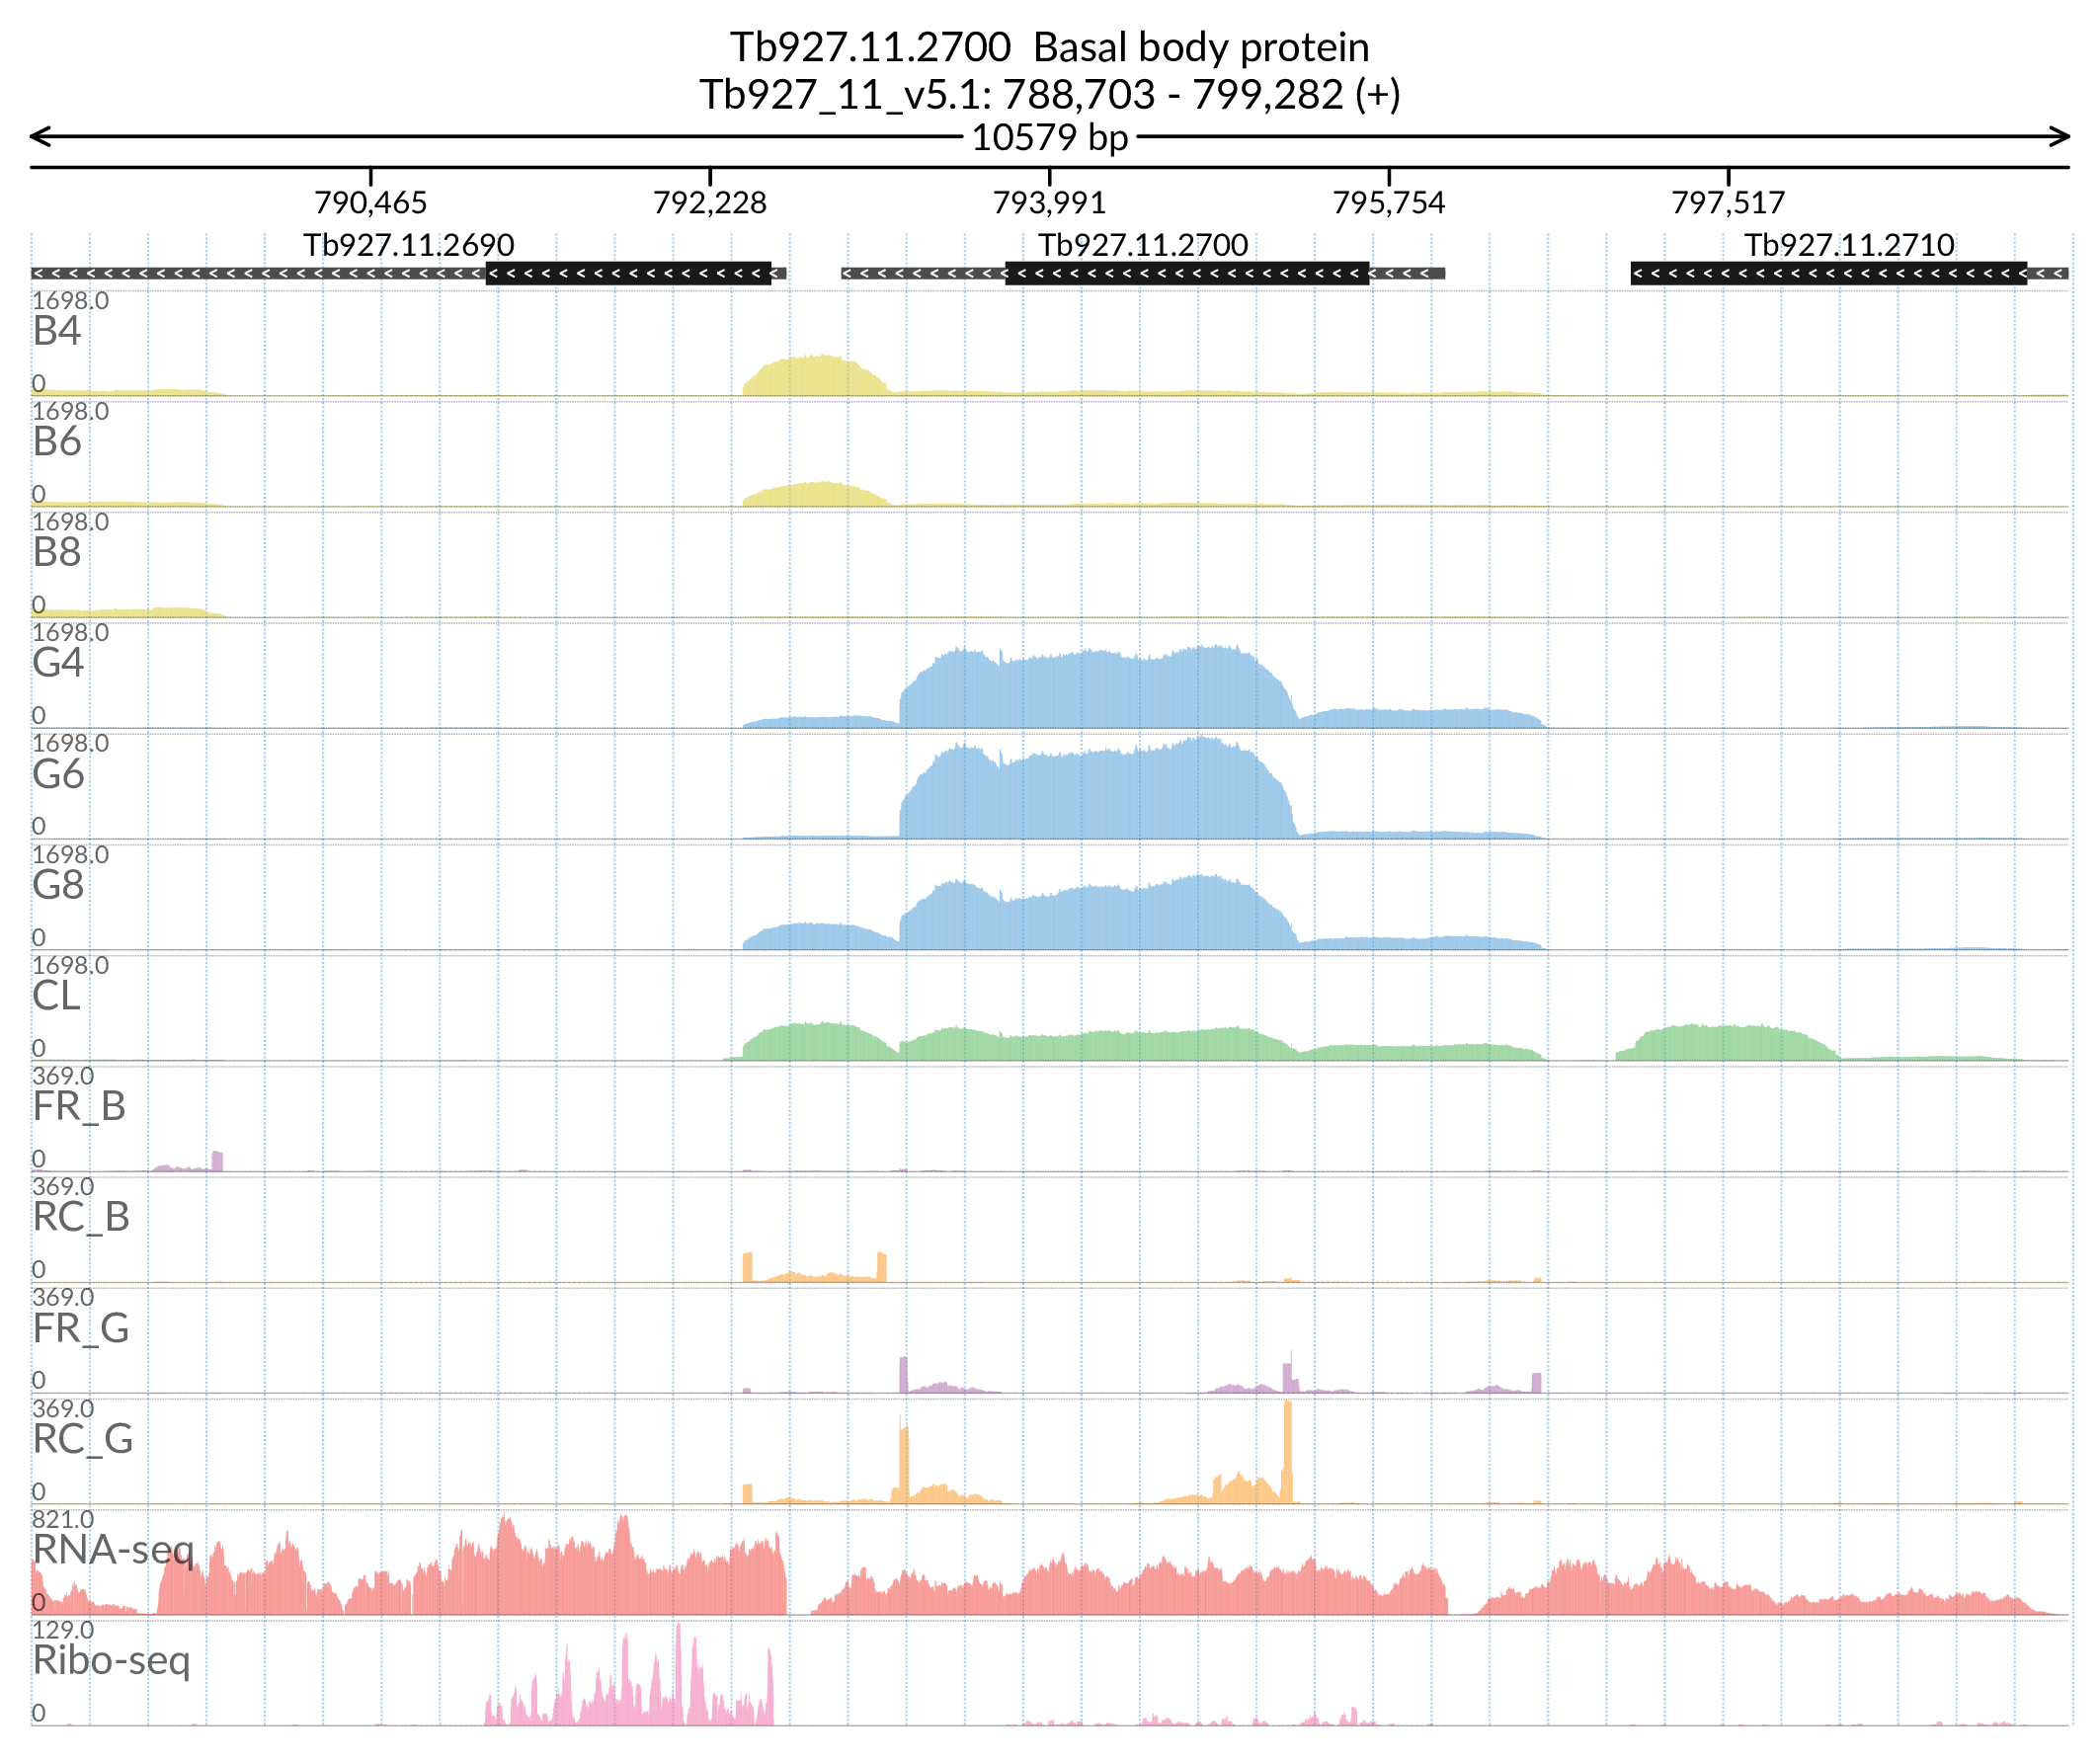 Tb927.11.2700  Basal body protein
Tb927_11_v5.1: 788,703 - 799,282 (+)
10579 bp
790,465 792,228 793,991 795,754 797,517
Tb927.11.2690 Tb927.11.2700 Tb927.11.2710
1698.0
B4
0
1698.0
B6
0
1698.0
B8
0
1698.0
G4
0
1698.0
G6
0
1698.0
G8
0
1698.0
CL
0
369.0
FR_B
0
369.0
RC_B
0
369.0
FR_G
0
369.0
RC_G
0
821.0
RNA-seq
0
129.0
Ribo-seq
0